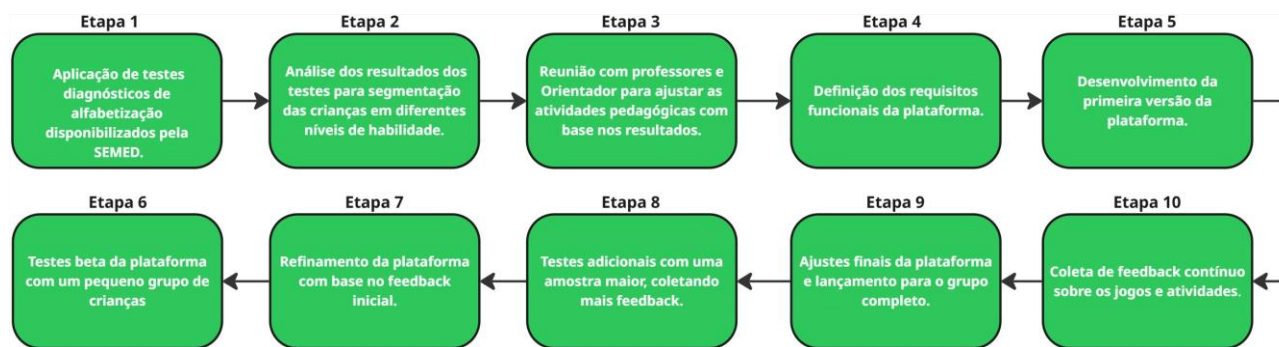 Etapa 1
Aplicação de testes
diagnósticos de
alfabetização
disponibilizados pela
SEMED.
Etapa 2
Análise dos resultados dos
testes para segmentação
das crianças em diferentes
níveis de habilidade.
Etapa 3
Reunião com professores e
Orientador para ajustar as
atividades pedagógicas com
base nos resultados.
Etapa 4
Definição dos requisitos
funcionais da plataforma.
Etapa 5
Desenvolvimento da
primeira versão da
plataforma.
Etapa 6
Testes beta da plataforma
com um pequeno grupo de
crianças
Etapa 7
Refinamento da plataforma
com base no feedback
inicial.
Etapa 8
Testes adicionais com uma
amostra maior, coletando
mais feedback.
Etapa 9
Ajustes finais da plataforma
e lançamento para o grupo
completo.
Etapa 10
Coleta de feedback contínuo
sobre os jogos e atividades.